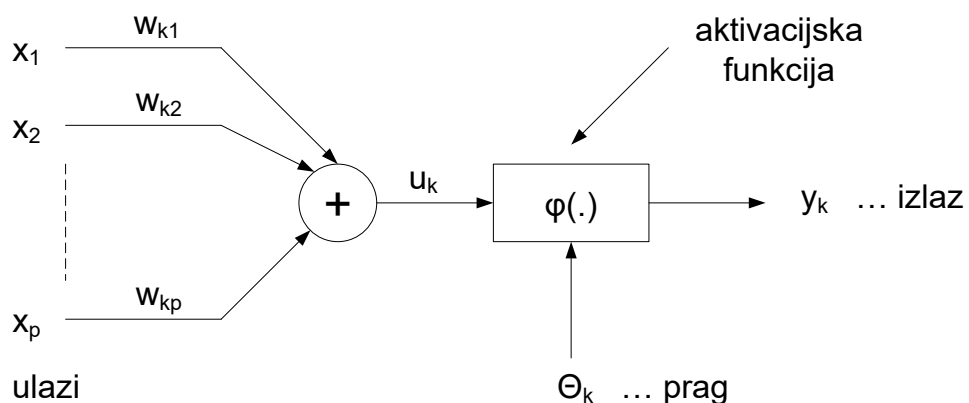 w_k1
x_1
aktivacijska
funkcija
w_k2
x_2
u_k
+
φ(.)
y_k … izlaz
w_kp
x_p
ulazi
Θ_k … prag